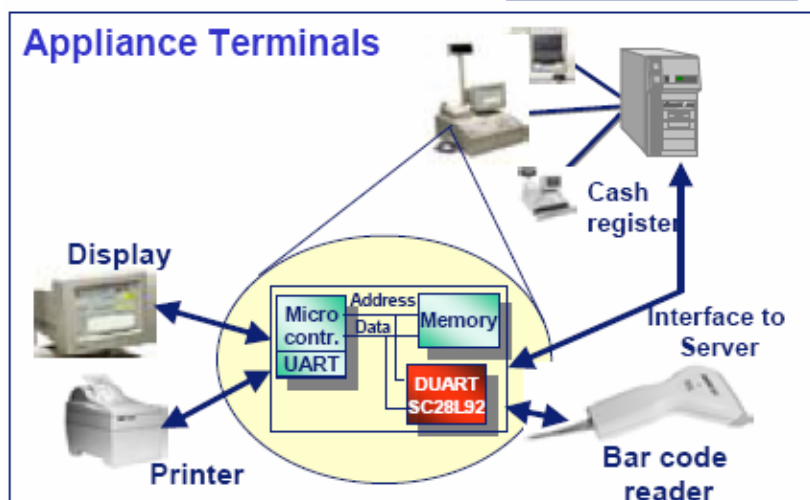 Appliance Terminals
Cash
register
Display
Address
Micro
contr.
Data
Memory
UART
Interface to
Server
DUART
SC28L92
Printer
Bar code
reader